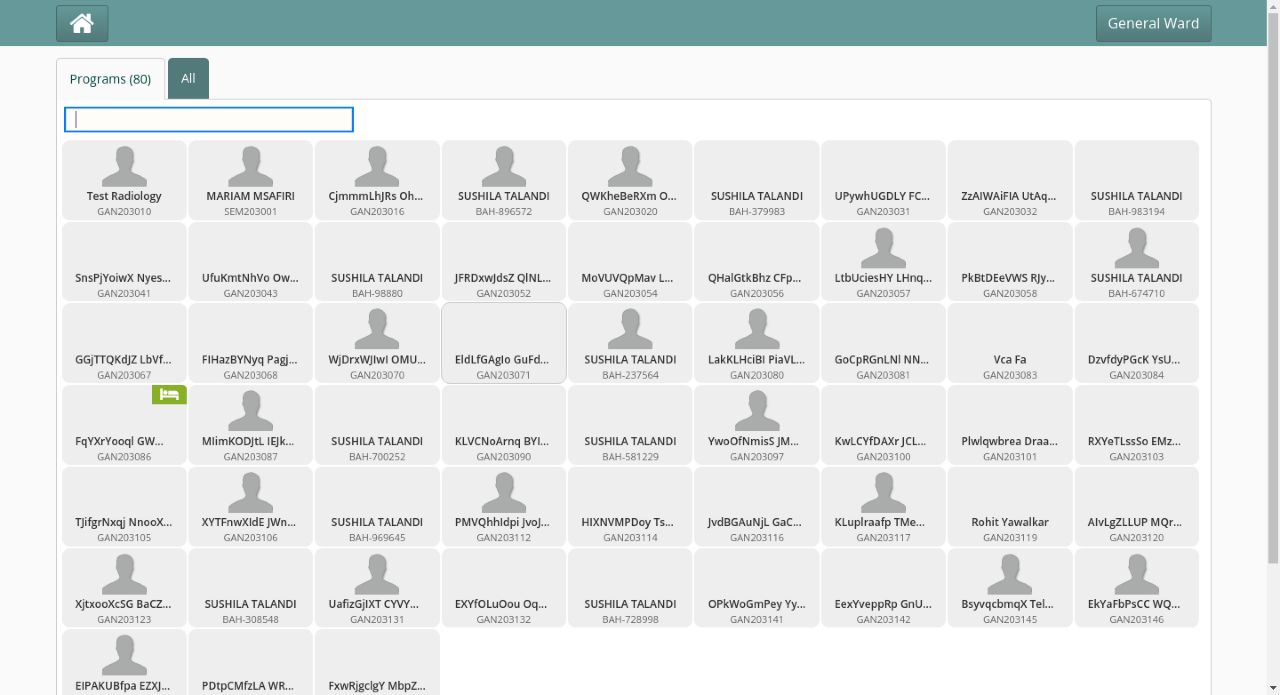 General Ward
Programs (80)
All
Test Radiology
GAN203010
MARIAM MSAFIRI
SEM203001
CjmmmLhJRs Oh...
GAN203016
SUSHILA TALANDI
BAH-896572
QWKheBeRXm O...
GAN203020
SUSHILA TALANDI
BAH-379983
UPywhUGDLY FC...
GAN203031
ZzAIWAiFIA UtAq...
GAN203032
SUSHILA TALANDI
BAH-983194
SnsPjYoiwX Nyes...
GAN203041
UfuKmtNhVo Ow...
GAN203043
SUSHILA TALANDI
BAH-98880
JFRDxwJdsZ QlNL...
GAN203052
MoVUVQpMav L...
GAN203054
QHalGtkBhz CFp...
GAN203056
LtbUciesHY LHnq...
GAN203057
PkBtDEeVWS RJy...
GAN203058
SUSHILA TALANDI
BAH-674710
GGjTTQKdJZ LbVf...
GAN203067
FIHazBYNyq Pagj...
GAN203068
WjDrxWJIwI OMU...
GAN203070
EldLfGAgIo GuFd...
GAN203071
SUSHILA TALANDI
BAH-237564
LakKLHciBI PiaVL...
GAN203080
GoCpRGnLNl NN...
GAN203081
Vca Fa
GAN203083
DzvfdyPGcK YsU...
GAN203084
FqYXrYooql GW...
GAN203086
MIimKODJtL IEJk...
GAN203087
SUSHILA TALANDI
BAH-700252
KLVCNoArnq BYI...
GAN203090
SUSHILA TALANDI
BAH-581229
YwoOfNmisS JM...
GAN203097
KwLCYfDAXr JCL...
GAN203100
Plwlqwbrea Draa...
GAN203101
RXYeTLssSo EMz...
GAN203103
TJifgrNxqj NnooX...
GAN203105
XYTFnwXIdE JWn...
GAN203106
SUSHILA TALANDI
BAH-969645
PMVQhhIdpi JvoJ...
GAN203112
HIXNVMPDoy Ts...
GAN203114
JvdBGAuNjL GaC...
GAN203116
KLuplraafp TMe...
GAN203117
Rohit Yawalkar
GAN203119
AIvLgZLLUP MQr...
GAN203120
XjtxooXcSG BaCZ...
GAN203123
SUSHILA TALANDI
BAH-308548
UafizGjIXT CYVY...
GAN203131
EXYfOLuOou Oq...
GAN203132
SUSHILA TALANDI
BAH-728998
OPkWoGmPey Yy...
GAN203141
EexYveppRp GnU...
GAN203142
BsyvqcbmqX Tel...
GAN203145
EkYaFbPsCC WQ...
GAN203146
EIPAKUBfpa EZXJ...
PDtpCMfzLA WR...
FxwRjgclgY MbpZ...